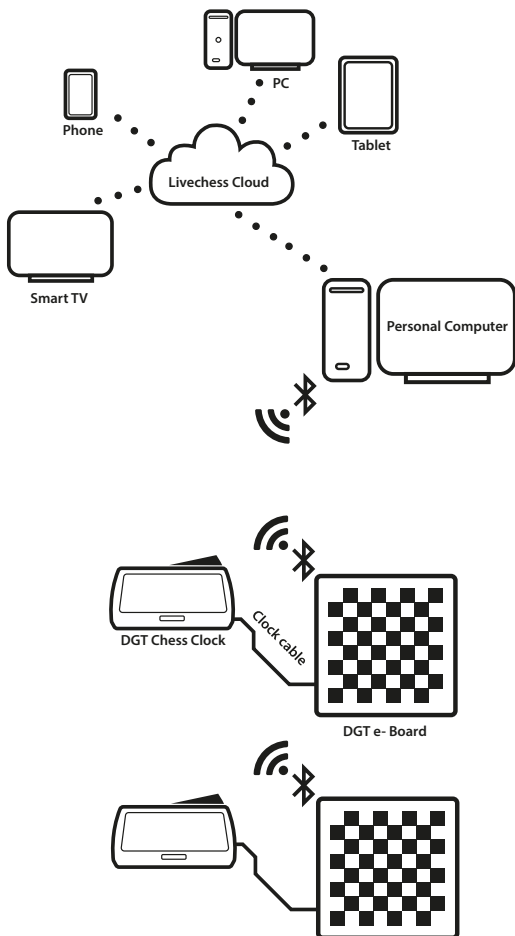 PC
Phone
Tablet
Livechess Cloud
Smart TV
Personal Computer
Clock cable
DGT Chess Clock
DGT e- Board